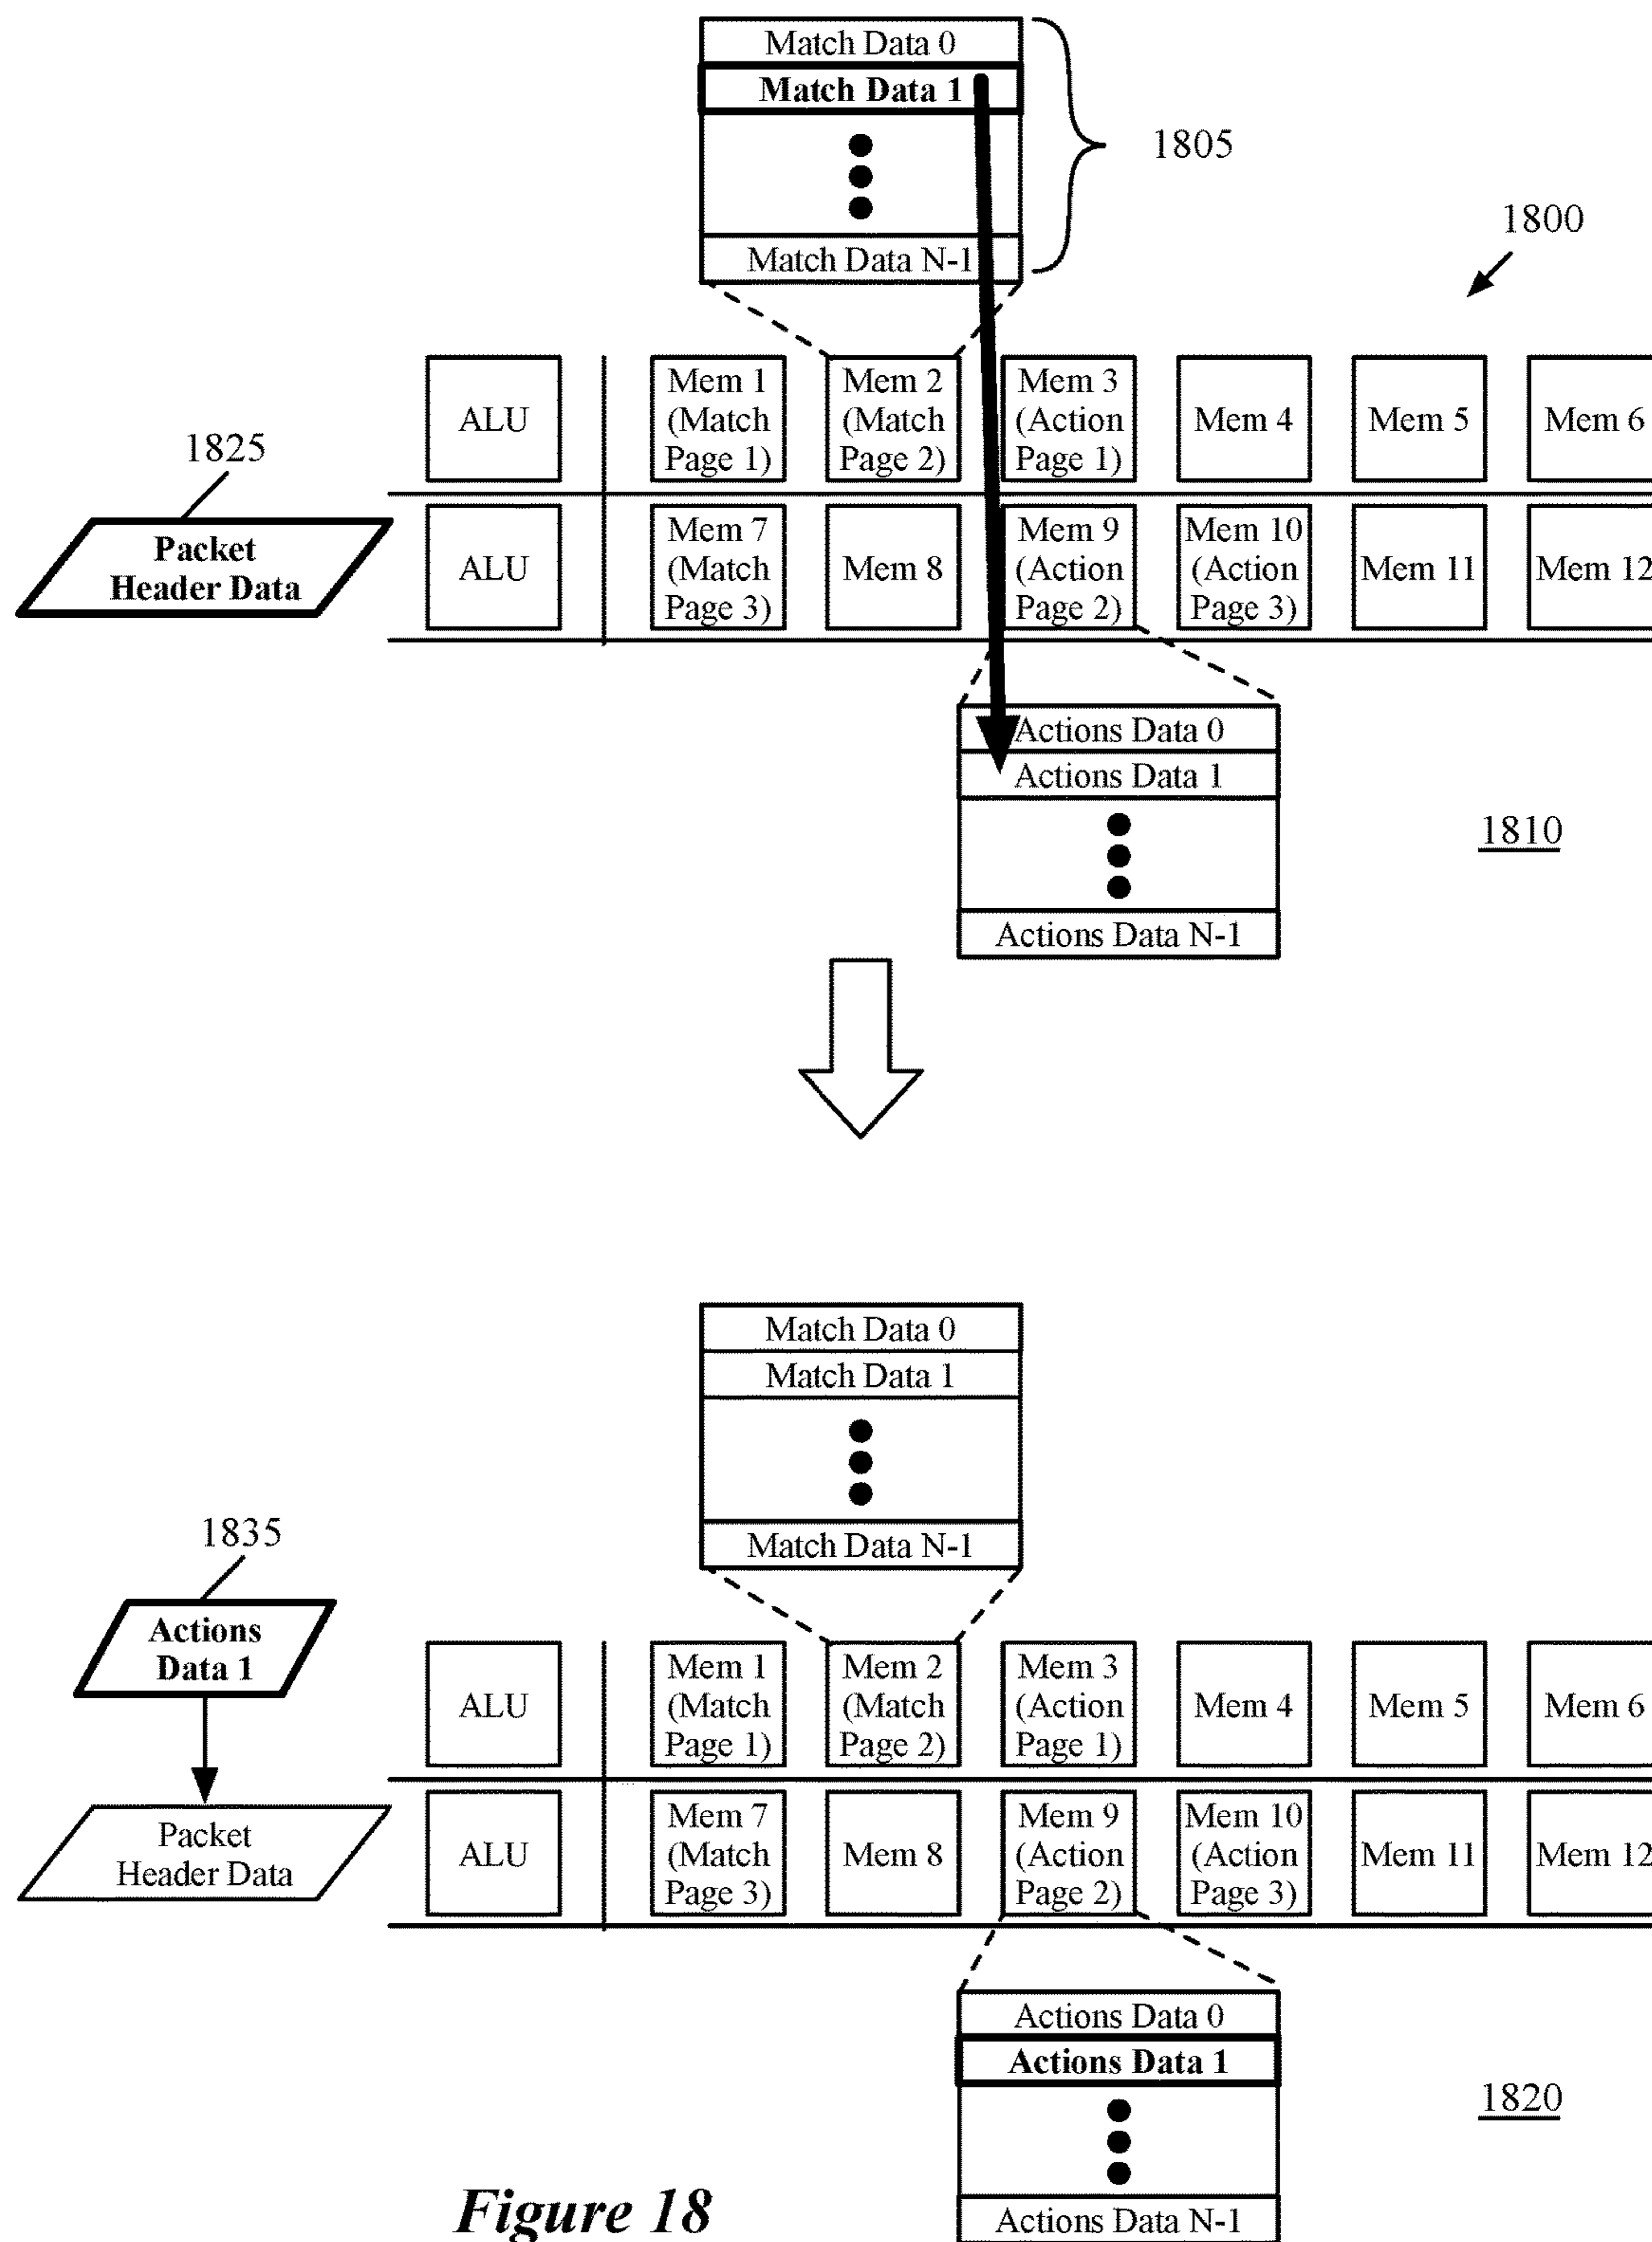 Match Data 0
Match Data 1
Match Data N-1
1805
1800
ALU
Mem 1
(Match
Page 1)
Mem 2
(Match
Page 2)
Mem 3
(Action
Page 1)
Mem 4
Mem 5
Mem 6
1825
Packet
Header Data
ALU
Mem 7
(Match
Page 3)
Mem 8
Mem 9
(Action
Page 2)
Mem 10
(Action
Page 3)
Mem 11
Mem 12
Actions Data 0
Actions Data 1
Actions Data N-1
1810
Match Data 0
Match Data 1
Match Data N-1
1835
Actions
Data 1
ALU
Mem 1
(Match
Page 1)
Mem 2
(Match
Page 2)
Mem 3
(Action
Page 1)
Mem 4
Mem 5
Mem 6
Packet
Header Data
ALU
Mem 7
(Match
Page 3)
Mem 8
Mem 9
(Action
Page 2)
Mem 10
(Action
Page 3)
Mem 11
Mem 12
Actions Data 0
Actions Data 1
Actions Data N-1
1820
Figure 18